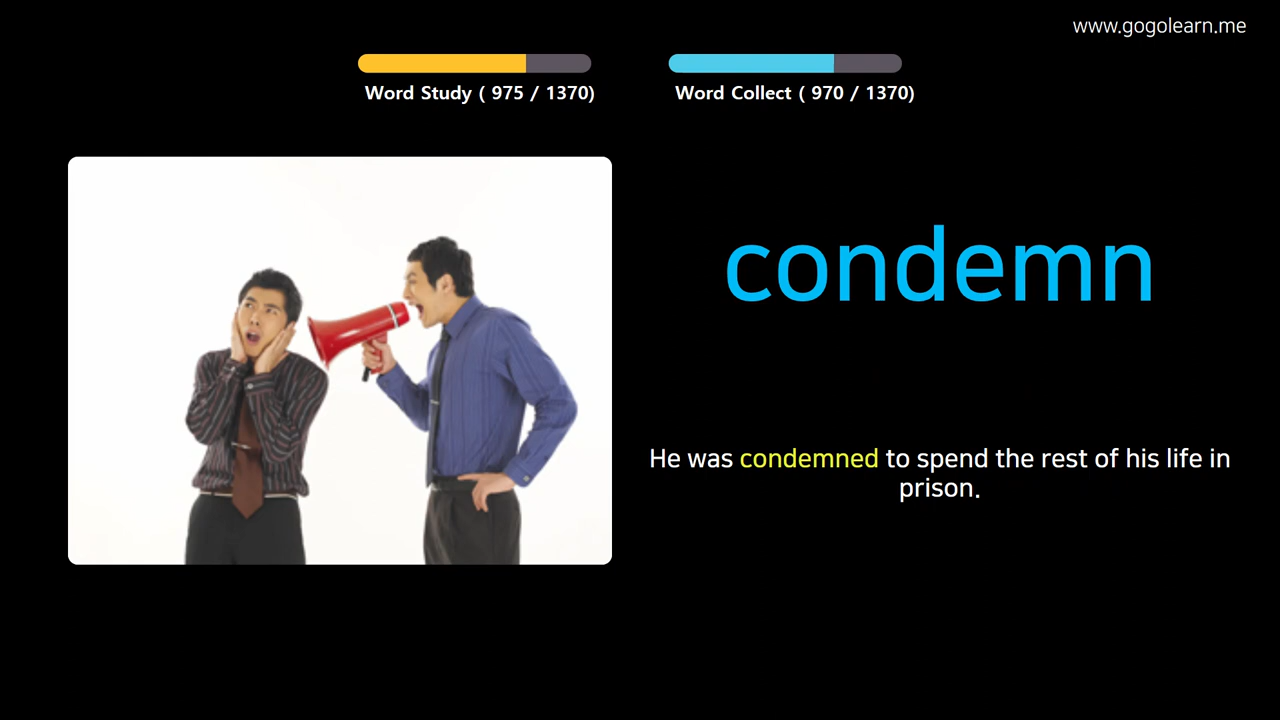 www.gogolearn.me
Word Study ( 975 / 1370)
Word Collect ( 970 / 1370)
condemn
He was condemned to spend the rest of his life in
prison.